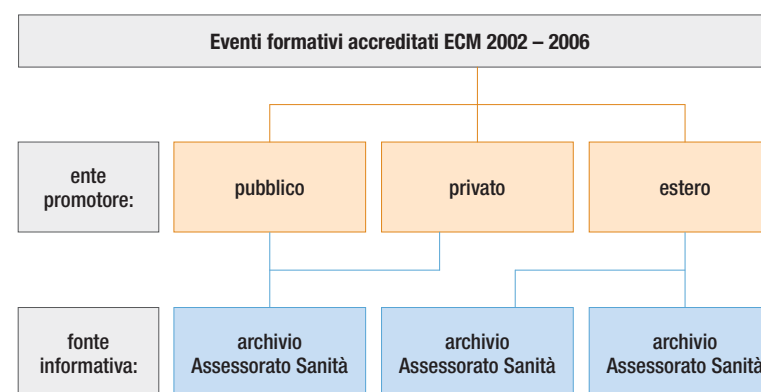 Eventi formativi accreditati ECM 2002 – 2006
ente
promotore:
pubblico
privato
estero
fonte
informativa:
archivio
Assessorato Sanità
archivio
Assessorato Sanità
archivio
Assessorato Sanità